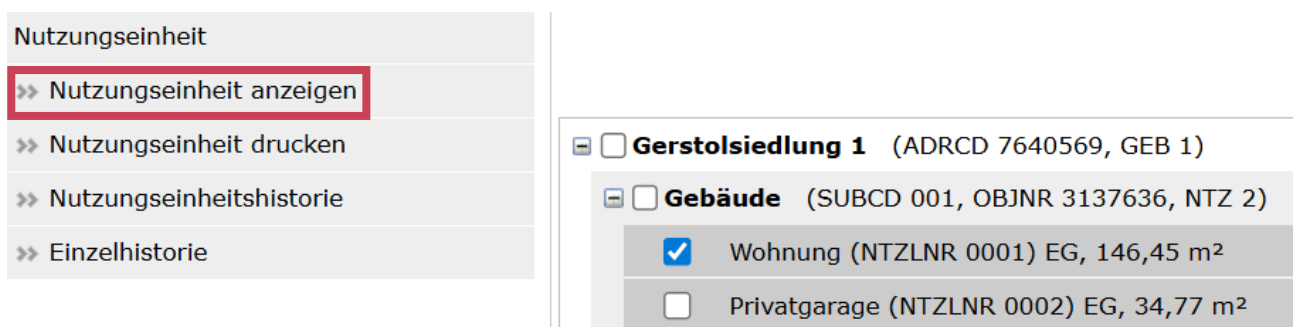 Nutzungseinheit
Nutzungseinheit anzeigen
Nutzungseinheit drucken
Nutzungseinheitshistorie
Einzelhistorie
Gerstolsiedlung 1 (ADRCD 7640569, GEB 1)
Gebäude (SUBCD 001, OBJNR 3137636, NTZ 2)
Wohnung (NTZLNR 0001) EG, 146,45 m²
Privatgarage (NTZLNR 0002) EG, 34,77 m²